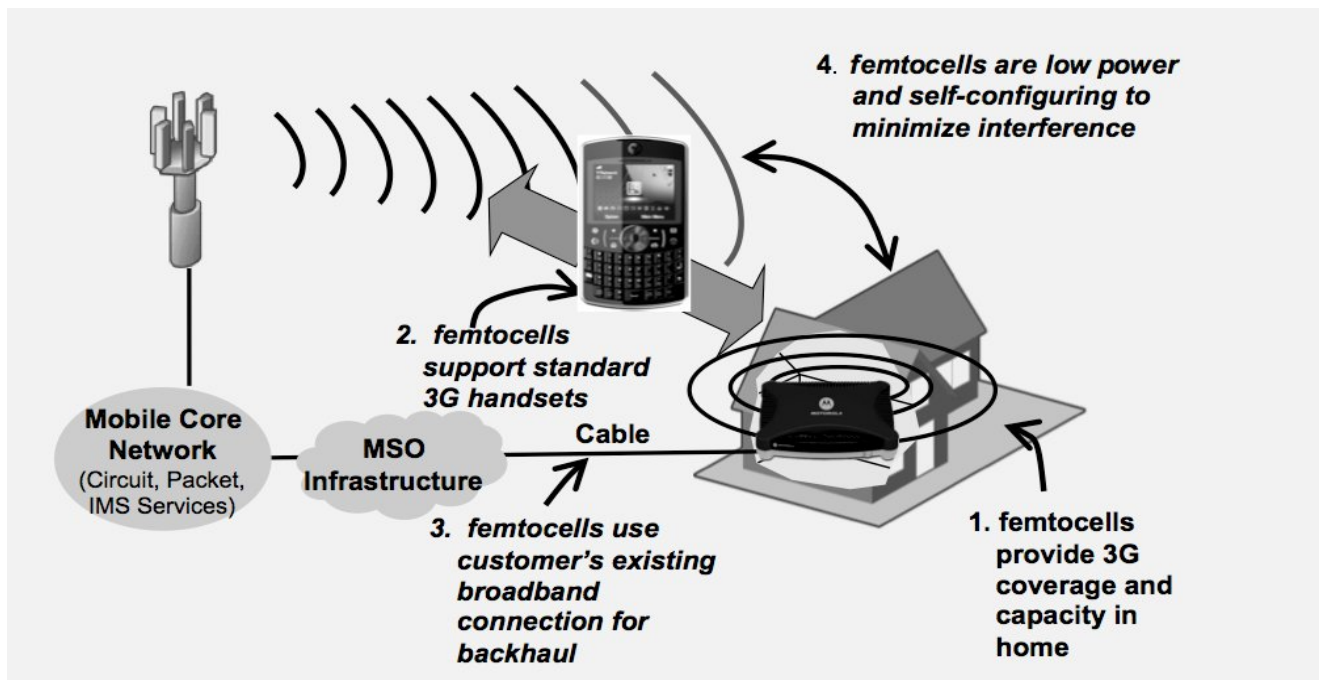 4. femtocells are low power
and self-configuring to
minimize interference
2. femtocells
support standard
3G handsets
Mobile Core
Network
(Circuit, Packet,
IMS Services)
MSO
Infrastructure
Cable
MOTOROLA
3. femtocells use
customer's existing
broadband
connection for
backhaul
1. femtocells
provide 3G
coverage and
capacity in
home